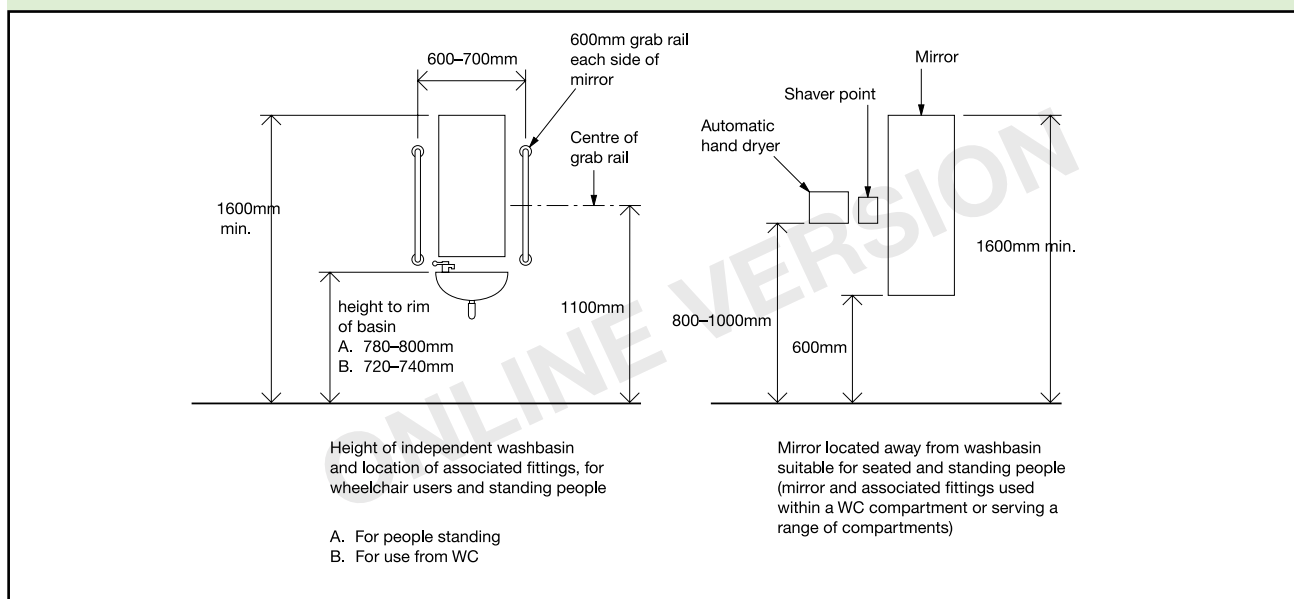 600–700mm
600mm grab rail
each side of
mirror
Centre of
grab rail
1600mm
min.
height to rim
of basin
A. 780–800mm
B. 720–740mm
1100mm
Height of independent washbasin
and location of associated fittings, for
wheelchair users and standing people
A. For people standing
B. For use from WC
Mirror
Shaver point
Automatic
hand dryer
1600mm min.
800–1000mm
600mm
Mirror located away from washbasin
suitable for seated and standing people
(mirror and associated fittings used
within a WC compartment or serving a
range of compartments)
ONLINE VERSION